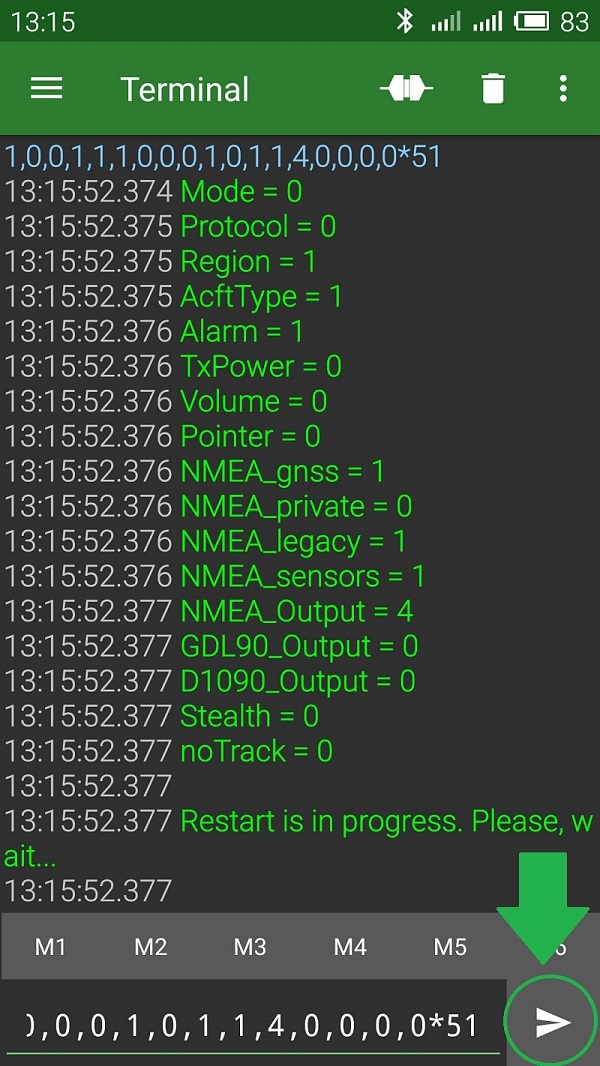 13:15 83
Terminal
1,0,0,1,1,1,0,0,0,1,0,1,1,4,0,0,0,0*51
13:15:52.374 Mode = 0
13:15:52.375 Protocol = 0
13:15:52.375 Region = 1
13:15:52.375 AcftType = 1
13:15:52.376 Alarm = 1
13:15:52.376 TxPower = 0
13:15:52.376 Volume = 0
13:15:52.376 Pointer = 0
13:15:52.376 NMEA_gnss = 1
13:15:52.376 NMEA_private = 0
13:15:52.376 NMEA_legacy = 1
13:15:52.376 NMEA_sensors = 1
13:15:52.377 NMEA_Output = 4
13:15:52.377 GDL90_Output = 0
13:15:52.377 D1090_Output = 0
13:15:52.377 Stealth = 0
13:15:52.377 noTrack = 0
13:15:52.377
13:15:52.377 Restart is in progress. Please, w
ait...
13:15:52.377
M1 M2 M3 M4 M5
,0,0,1,0,1,1,4,0,0,0,0*51